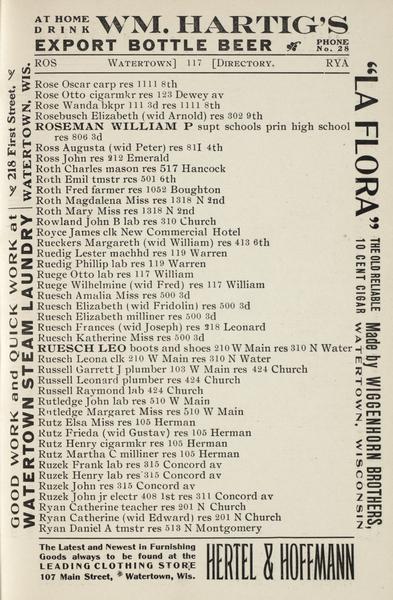 AT HOME
DRINK
WM. HARTIG'S
EXPORT BOTTLE BEER
PHONE
No. 28
ROS WATERTOWN] 117 [DIRECTORY. RYA
Rose Oscar carp res 1111 8th
Rose Otto cigarmkr res 123 Dewey av
Rose Wanda bkpr 111 3d res 1111 8th
Rosebusch Elizabeth (wid Arnold) res 302 9th
ROSEMAN WILLIAM P supt schools prin high school
res 806 3d
Ross Augusta (wid Peter) res 811 4th
Ross John res 212 Emerald
Roth Charles mason res 517 Hancock
Roth Emil tmstr res 501 6th
Roth Fred farmer res 1052 Boughton
Roth Magdalena Miss res 1318 N 2nd
Roth Mary Miss res 1318 N 2nd
Rowland John B lab res 310 Church
Royce James clk New Commercial Hotel
Rueckers Margareth (wid William) res 413 6th
Ruedig Lester machhd res 119 Warren
Ruedig Phillip lab res 119 Warren
Ruege Otto lab res 117 William
Ruege Wilhelmine (wid Fred) res 117 William
Ruesch Amalia Miss res 500 3d
Ruesch Elizabeth (wid Fridolin) res 500 3d
Ruesch Elizabeth milliner res 500 3d
Ruesch Frances (wid Joseph) res 218 Leonard
Ruesch Katherine Miss res 500 3d
RUESCH LEO boots and shoes 210 W Main res 310 N Water
Ruesch Leona clk 210 W Main res 310 N Water
Russell Garrett J plumber 103 W Main res 424 Church
Russell Leonard plumber res 424 Church
Russell Raymond lab 424 Church
Rutledge John lab res 510 W Main
Rutledge Margaret Miss res 510 W Main
Rutz Elsa Miss res 105 Herman
Rutz Frieda (wid Gustav) res 105 Herman
Rutz Henry cigarmkr res 105 Herman
Rutz Martha C milliner res 105 Herman
Ruzek Frank lab res 315 Concord av
Ruzek Henry lab res 315 Concord av
Ruzek John res 315 Concord av
Ruzek John jr electr 408 1st res 311 Concord av
Ryan Catherine teacher res 201 N Church
Ryan Catherine (wid Edward) res 201 N Church
Ryan Daniel A tmstr res 513 N Montgomery
GOOD WORK and QUICK WORK at
WATERTOWN STEAM LAUNDRY
218 First Street,
WATERTOWN, WIS.
"LA FLORA"
THE OLD RELIABLE
10 CENT CIGAR
Made by WIGGENHORN BROTHERS,
WATERTOWN, WISCONSIN
The Latest and Newest in Furnishing
Goods always to be found at the
LEADING CLOTHING STORE
107 Main Street, * Watertown, Wis.
HERTEL & HOFFMANN